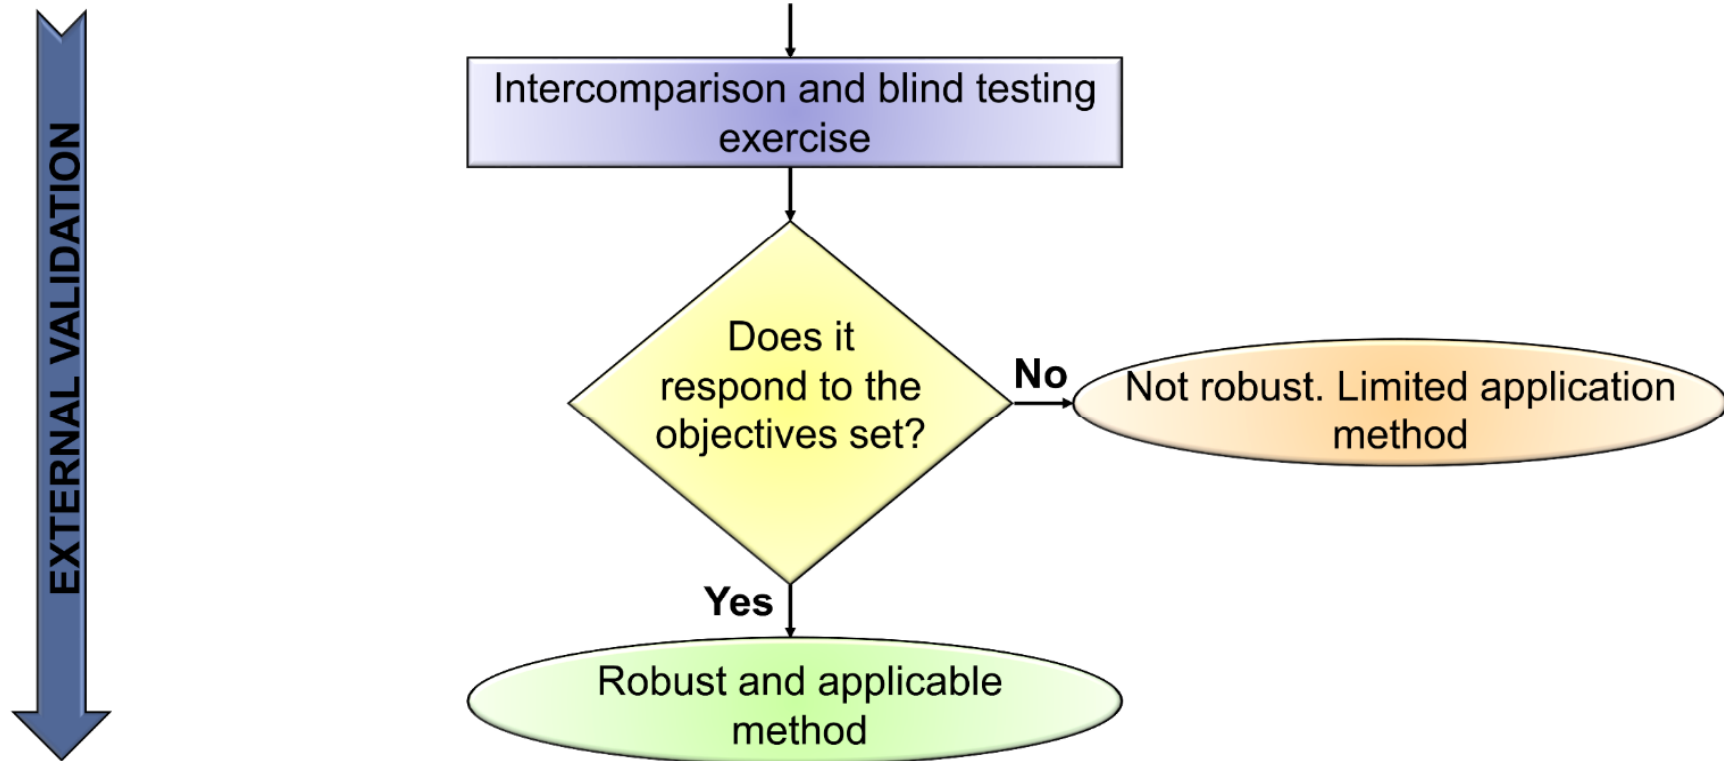 EXTERNAL VALIDATION
Intercomparison and blind testing
exercise
Does it
respond to the
objectives set?
No
Not robust. Limited application
method
Yes
Robust and applicable
method